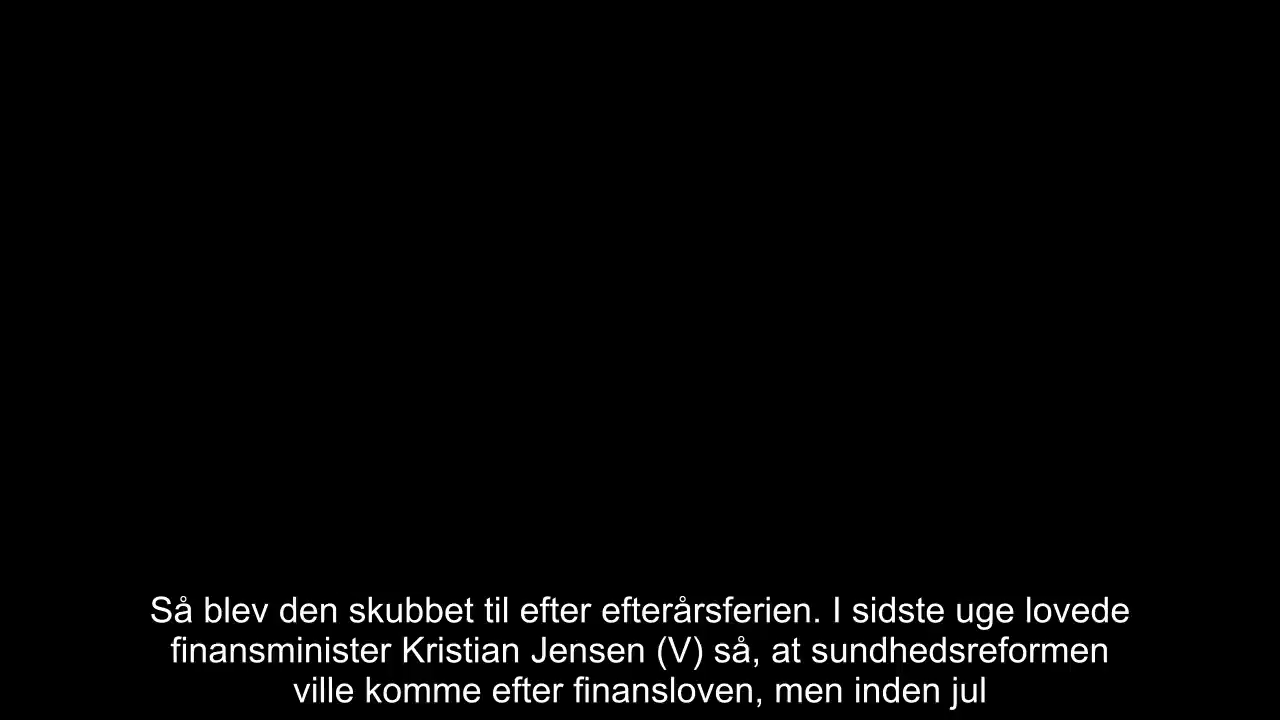 Så blev den skubbet til efter efterårsferien. I sidste uge lovede
finansminister Kristian Jensen (V) så, at sundhedsreformen
ville komme efter finansloven, men inden jul